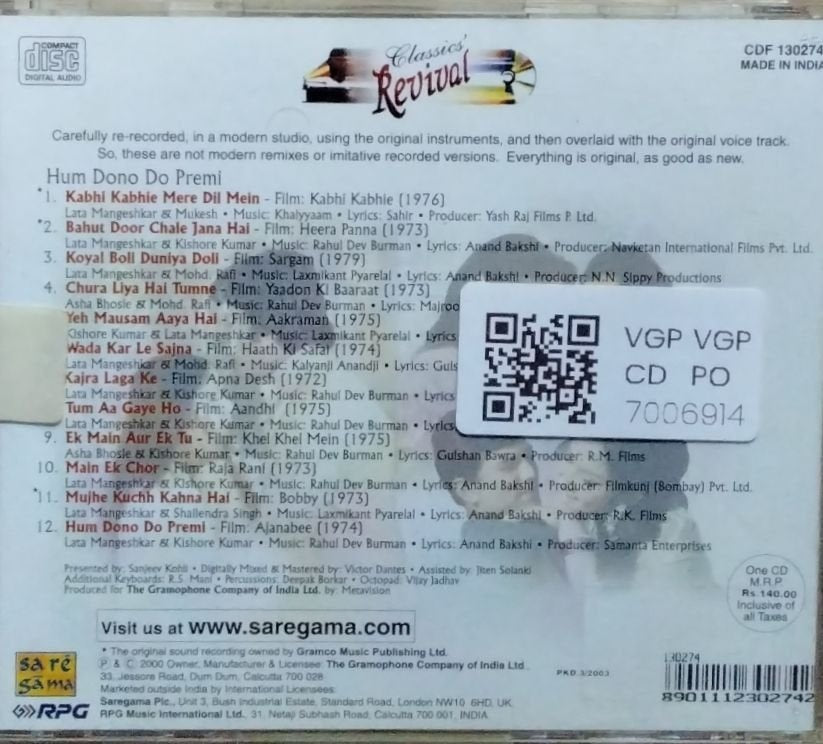 COMPACT
disc
DIGITAL AUDIO
Classics'
Revival
CDF 130274
MADE IN INDIA
Carefully re-recorded, in a modern studio, using the original instruments, and then overlaid with the original voice track.
So, these are not modern remixes or imitative recorded versions. Everything is original, as good as new.
Hum Dono Do Premi
*1. Kabhi Kabhie Mere Dil Mein - Film: Kabhi Kabhie (1976)
Lata Mangeshkar & Mukesh • Music: Khaiyyaam • Lyrics: Sahir • Producer: Yash Raj Films P. Ltd.
*2. Bahut Door Chale Jana Hai - Film: Heera Panna (1973)
Lata Mangeshkar & Kishore Kumar • Music: Rahul Dev Burman • Lyrics: Anand Bakshi • Producer: Navketan International Films Pvt. Ltd.
3. Koyal Boli Duniya Doli - Film: Sargam (1979)
Lata Mangeshkar & Mohd. Rafi • Music: Laxmikant Pyarelal • Lyrics: Anand Bakshi • Producer: N.N. Sippy Productions
4. Chura Liya Hai Tumne - Film: Yaadon Ki Baaraat (1973)
Asha Bhosle & Mohd. Rafi • Music: Rahul Dev Burman • Lyrics: Majroo
Yeh Mausam Aaya Hai - Film: Aakraman (1975)
Kishore Kumar & Lata Mangeshkar • Music: Laxmikant Pyarelal • Lyrics
Wada Kar Le Sajna - Film: Haath Ki Safai (1974)
Lata Mangeshkar & Mohd. Rafi • Music: Kalyanji Anandji • Lyrics: Guls
Kajra Laga Ke - Film: Apna Desh (1972)
Lata Mangeshkar & Kishore Kumar • Music: Rahul Dev Burman • Lyrics
Tum Aa Gaye Ho - Film: Aandhi (1975)
Lata Mangeshkar & Kishore Kumar • Music: Rahul Dev Burman • Lyrics:
9. Ek Main Aur Ek Tu - Film: Khel Khel Mein (1975)
Asha Bhosle & Kishore Kumar • Music: Rahul Dev Burman • Lyrics: Gulshan Bawra • Producer: R.M. Films
10. Main Ek Chor - Film: Raja Rani (1973)
Lata Mangeshkar & Kishore Kumar • Music: Rahul Dev Burman • Lyrics: Anand Bakshi • Producer: Filmkunj (Bombay) Pvt. Ltd.
*11. Mujhe Kuchh Kahna Hai - Film: Bobby (1973)
Lata Mangeshkar & Shailendra Singh • Music: Laxmikant Pyarelal • Lyrics: Anand Bakshi • Producer: R.K. Films
12. Hum Dono Do Premi - Film: Ajanabee (1974)
Lata Mangeshkar & Kishore Kumar • Music: Rahul Dev Burman • Lyrics: Anand Bakshi • Producer: Samanta Enterprises
VGP VGP
CD PO
7006914
Presented by: Sanjeev Kohli • Digitally Mixed & Mastered by: Victor Dantes • Assisted by: Jiten Solanki
Additional Keyboards: R.S. Mani • Percussions: Deepak Borkar • Octopad: Vijay Jadhav
Produced for The Gramophone Company of India Ltd. by: Metavision
One CD
M.R.P.
Rs.140.00
Inclusive of
all Taxes
Visit us at www.saregama.com
* The original sound recording owned by Gramco Music Publishing Ltd.
℗ & © 2000 Owner, Manufacturer & Licensee: The Gramophone Company of India Ltd.,
33, Jessore Road, Dum Dum, Calcutta 700 028.
Marketed outside India by International Licensees:
Saregama Plc., Unit 3, Bush Industrial Estate, Standard Road, London NW10 6HD, UK.
RPG Music International Ltd., 31, Netaji Subhash Road, Calcutta 700 001, INDIA.
PKD 3/2003
sa rē
gā ma
RPG
130274
8901112302742